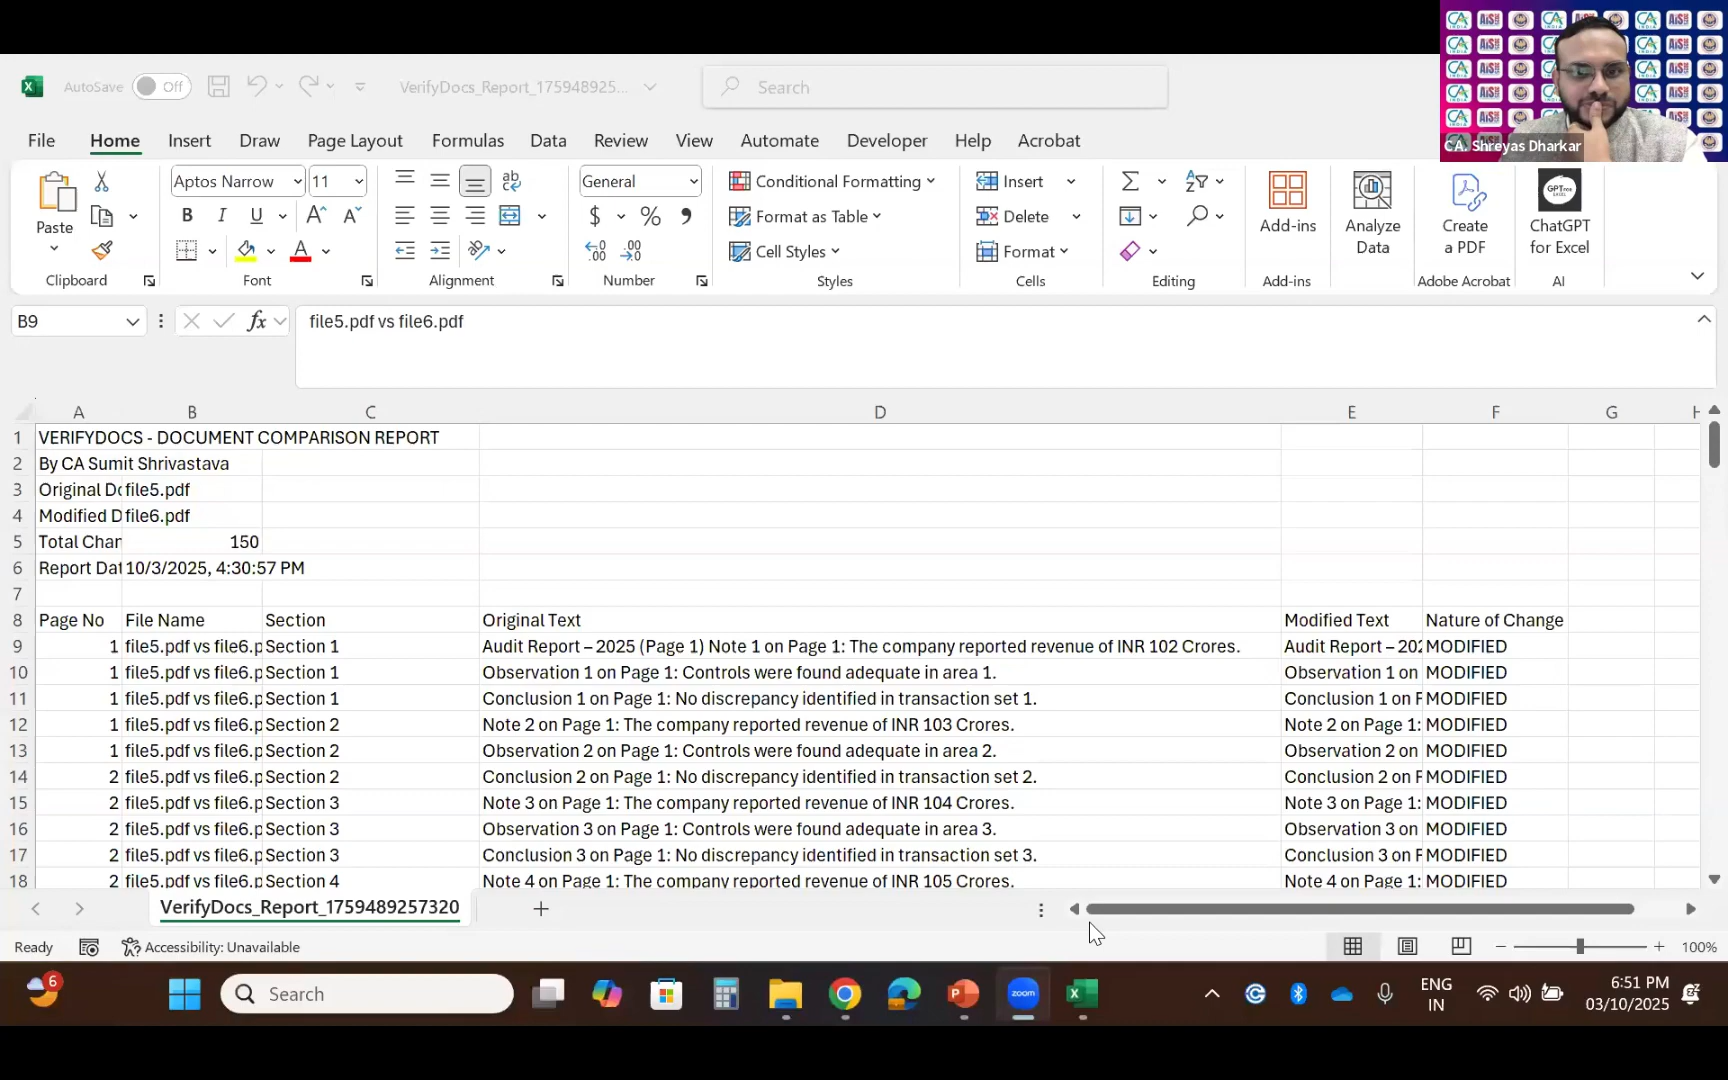 AutoSave Off VerifyDocs_Report_175948925... Search
CA. Shreyas Dharkar
File Home Insert Draw Page Layout Formulas Data Review View Automate Developer Help Acrobat
Paste
Clipboard
Aptos Narrow 11
B I U A A
A
Font
ab
Alignment
General
$ % ,
.00 .00
Number
Conditional Formatting
Format as Table
Cell Styles
Styles
Insert
Delete
Format
Cells
Editing
Add-ins
Add-ins
Analyze Data
Create a PDF
Adobe Acrobat
ChatGPT for Excel
AI
B9 fx file5.pdf vs file6.pdf
A B C D E F G H
1 VERIFYDOCS - DOCUMENT COMPARISON REPORT
2 By CA Sumit Shrivastava
3 Original Do file5.pdf
4 Modified D file6.pdf
5 Total Chan 150
6 Report Dat 10/3/2025, 4:30:57 PM
7
8 Page No File Name Section Original Text Modified Text Nature of Change
9 1 file5.pdf vs file6.p Section 1 Audit Report – 2025 (Page 1) Note 1 on Page 1: The company reported revenue of INR 102 Crores. Audit Report – 202 MODIFIED
10 1 file5.pdf vs file6.p Section 1 Observation 1 on Page 1: Controls were found adequate in area 1. Observation 1 on MODIFIED
11 1 file5.pdf vs file6.p Section 1 Conclusion 1 on Page 1: No discrepancy identified in transaction set 1. Conclusion 1 on P MODIFIED
12 1 file5.pdf vs file6.p Section 2 Note 2 on Page 1: The company reported revenue of INR 103 Crores. Note 2 on Page 1: MODIFIED
13 1 file5.pdf vs file6.p Section 2 Observation 2 on Page 1: Controls were found adequate in area 2. Observation 2 on MODIFIED
14 2 file5.pdf vs file6.p Section 2 Conclusion 2 on Page 1: No discrepancy identified in transaction set 2. Conclusion 2 on P MODIFIED
15 2 file5.pdf vs file6.p Section 3 Note 3 on Page 1: The company reported revenue of INR 104 Crores. Note 3 on Page 1: MODIFIED
16 2 file5.pdf vs file6.p Section 3 Observation 3 on Page 1: Controls were found adequate in area 3. Observation 3 on MODIFIED
17 2 file5.pdf vs file6.p Section 3 Conclusion 3 on Page 1: No discrepancy identified in transaction set 3. Conclusion 3 on P MODIFIED
18 2 file5.pdf vs file6.p Section 4 Note 4 on Page 1: The company reported revenue of INR 105 Crores. Note 4 on Page 1: MODIFIED
VerifyDocs_Report_1759489257320
Ready Accessibility: Unavailable 100%
6 Search zoom ENG IN 6:51 PM 03/10/2025